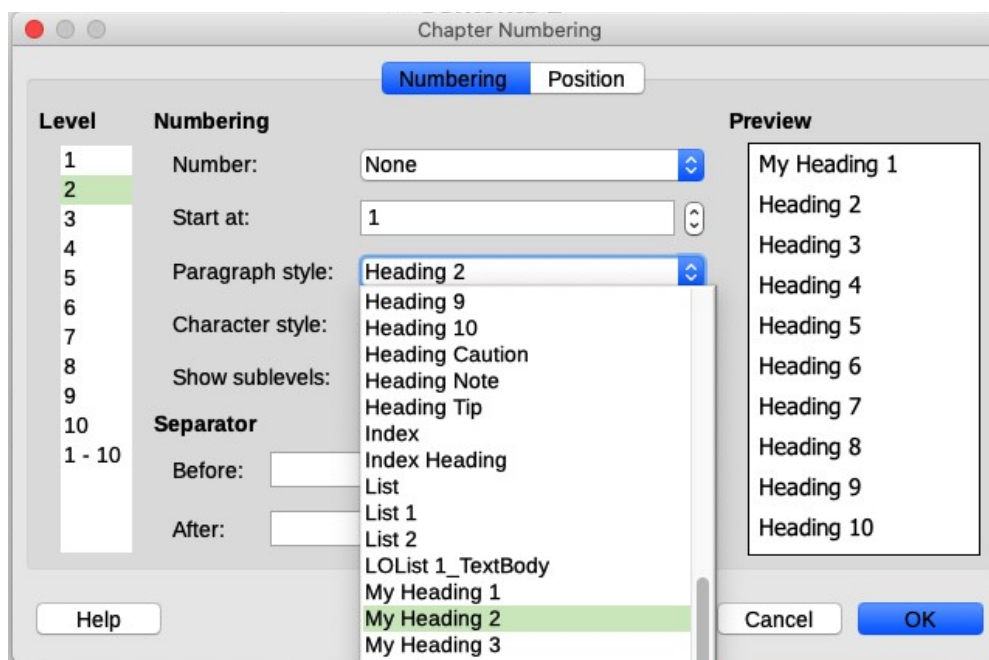 Chapter Numbering
Numbering Position
Level
1
2
3
4
5
6
7
8
9
10
1 - 10
Numbering
Number: None
Start at: 1
Paragraph style: Heading 2
Heading 9
Heading 10
Heading Caution
Heading Note
Heading Tip
Index
Index Heading
List
List 1
List 2
LOList 1_TextBody
My Heading 1
My Heading 2
My Heading 3
Character style:
Show sublevels:
Separator
Before:
After:
Preview
My Heading 1
Heading 2
Heading 3
Heading 4
Heading 5
Heading 6
Heading 7
Heading 8
Heading 9
Heading 10
Help Cancel OK